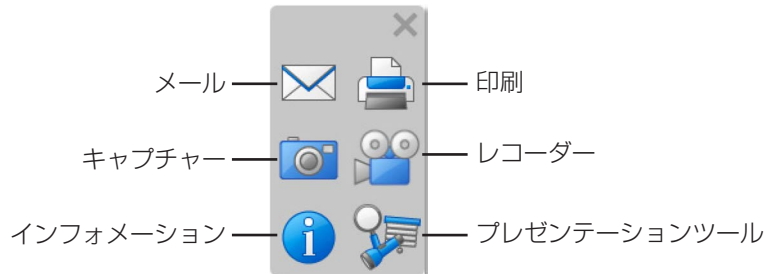 メール
印刷
キャプチャー
レコーダー
インフォメーション
プレゼンテーションツール